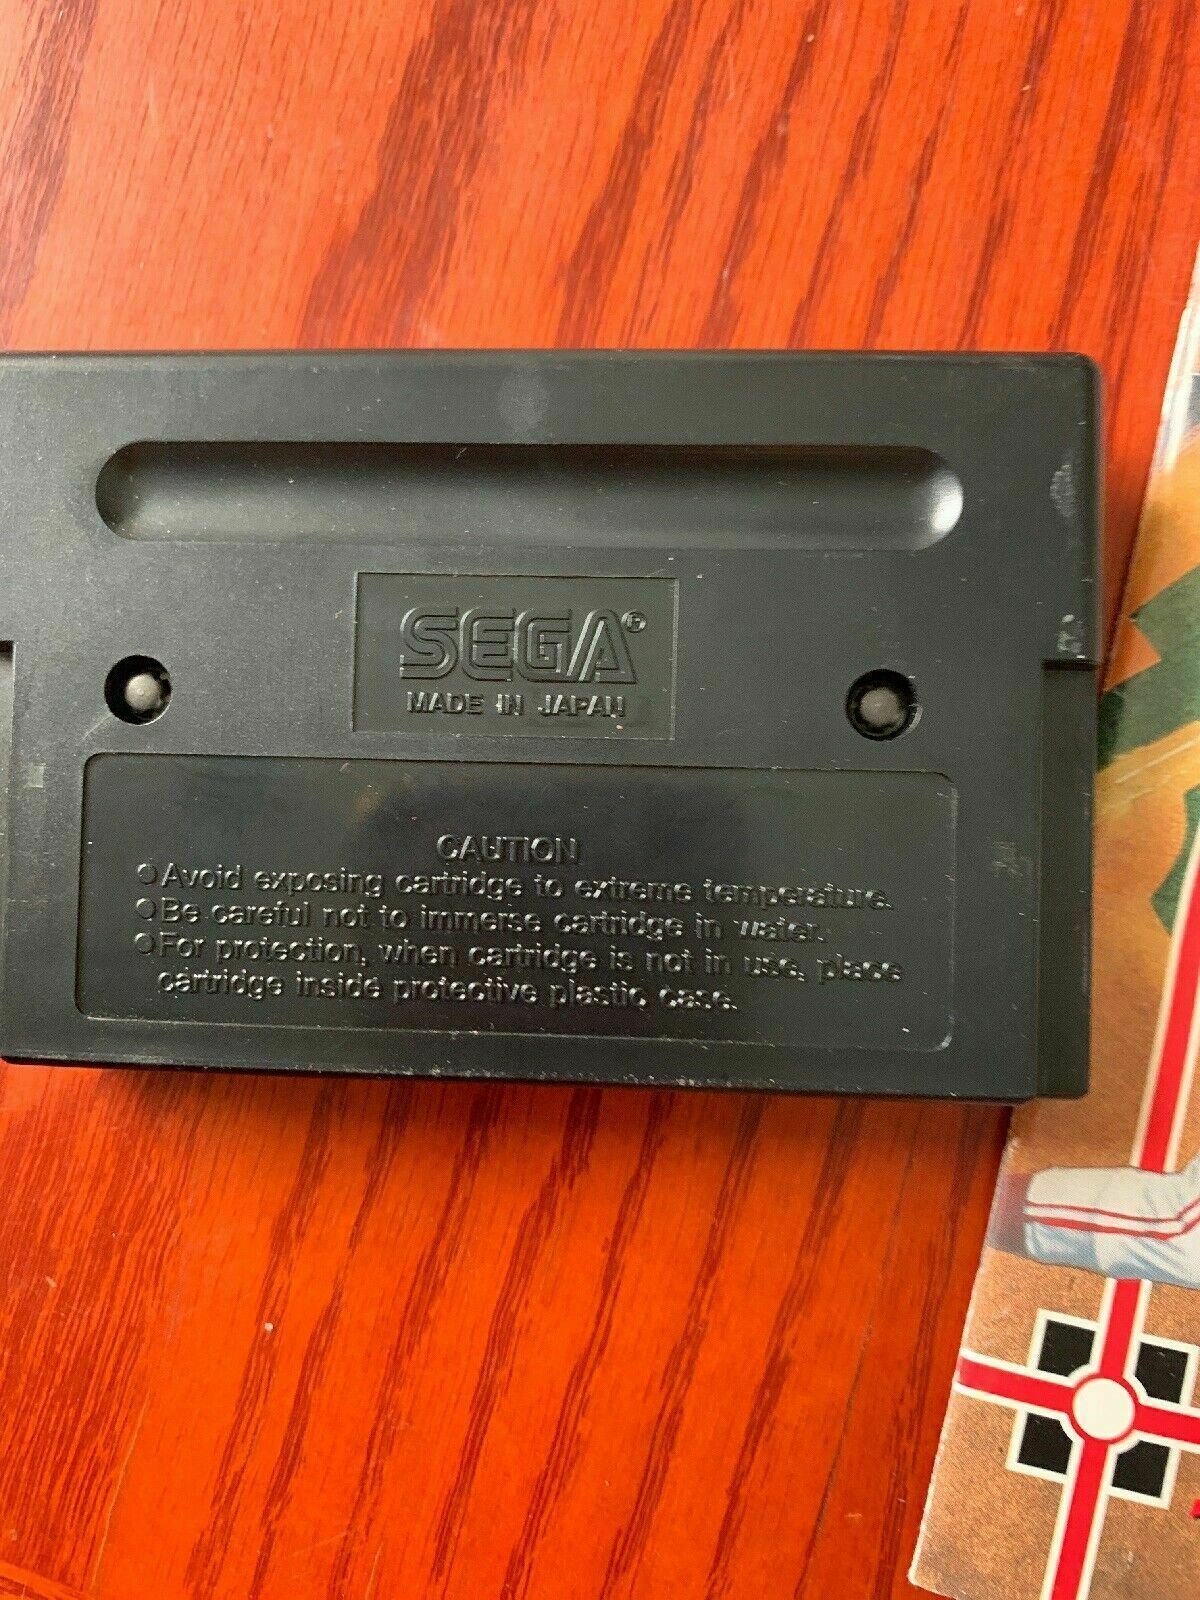 SEGA®
MADE IN JAPAN
CAUTION
○Avoid exposing cartridge to extreme temperature.
○Be careful not to immerse cartridge in water.
○For protection, when cartridge is not in use, place
cartridge inside protective plastic case.